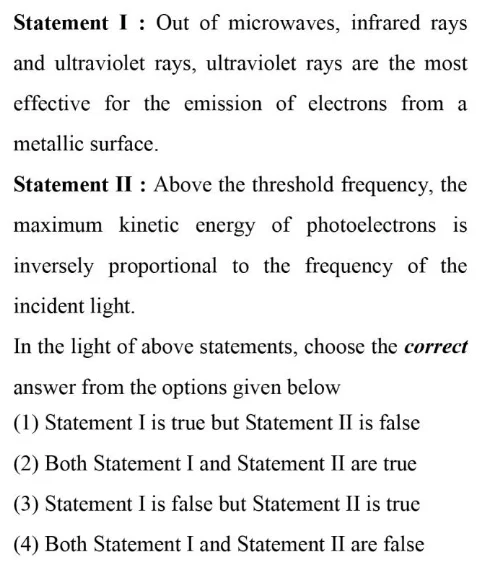 Statement I : Out of microwaves, infrared rays
and ultraviolet rays, ultraviolet rays are the most
effective for the emission of electrons from a
metallic surface.
Statement II : Above the threshold frequency, the
maximum kinetic energy of photoelectrons is
inversely proportional to the frequency of the
incident light.
In the light of above statements, choose the correct
answer from the options given below
(1) Statement I is true but Statement II is false
(2) Both Statement I and Statement II are true
(3) Statement I is false but Statement II is true
(4) Both Statement I and Statement II are false